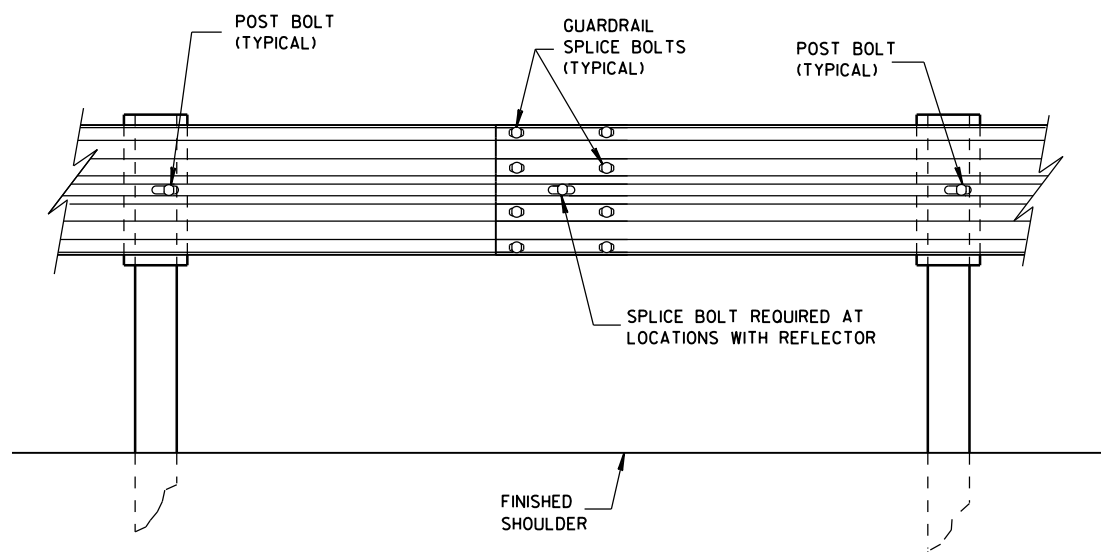 POST BOLT
(TYPICAL)
GUARDRAIL
SPLICE BOLTS
(TYPICAL)
POST BOLT
(TYPICAL)
SPLICE BOLT REQUIRED AT
LOCATIONS WITH REFLECTOR
FINISHED
SHOULDER